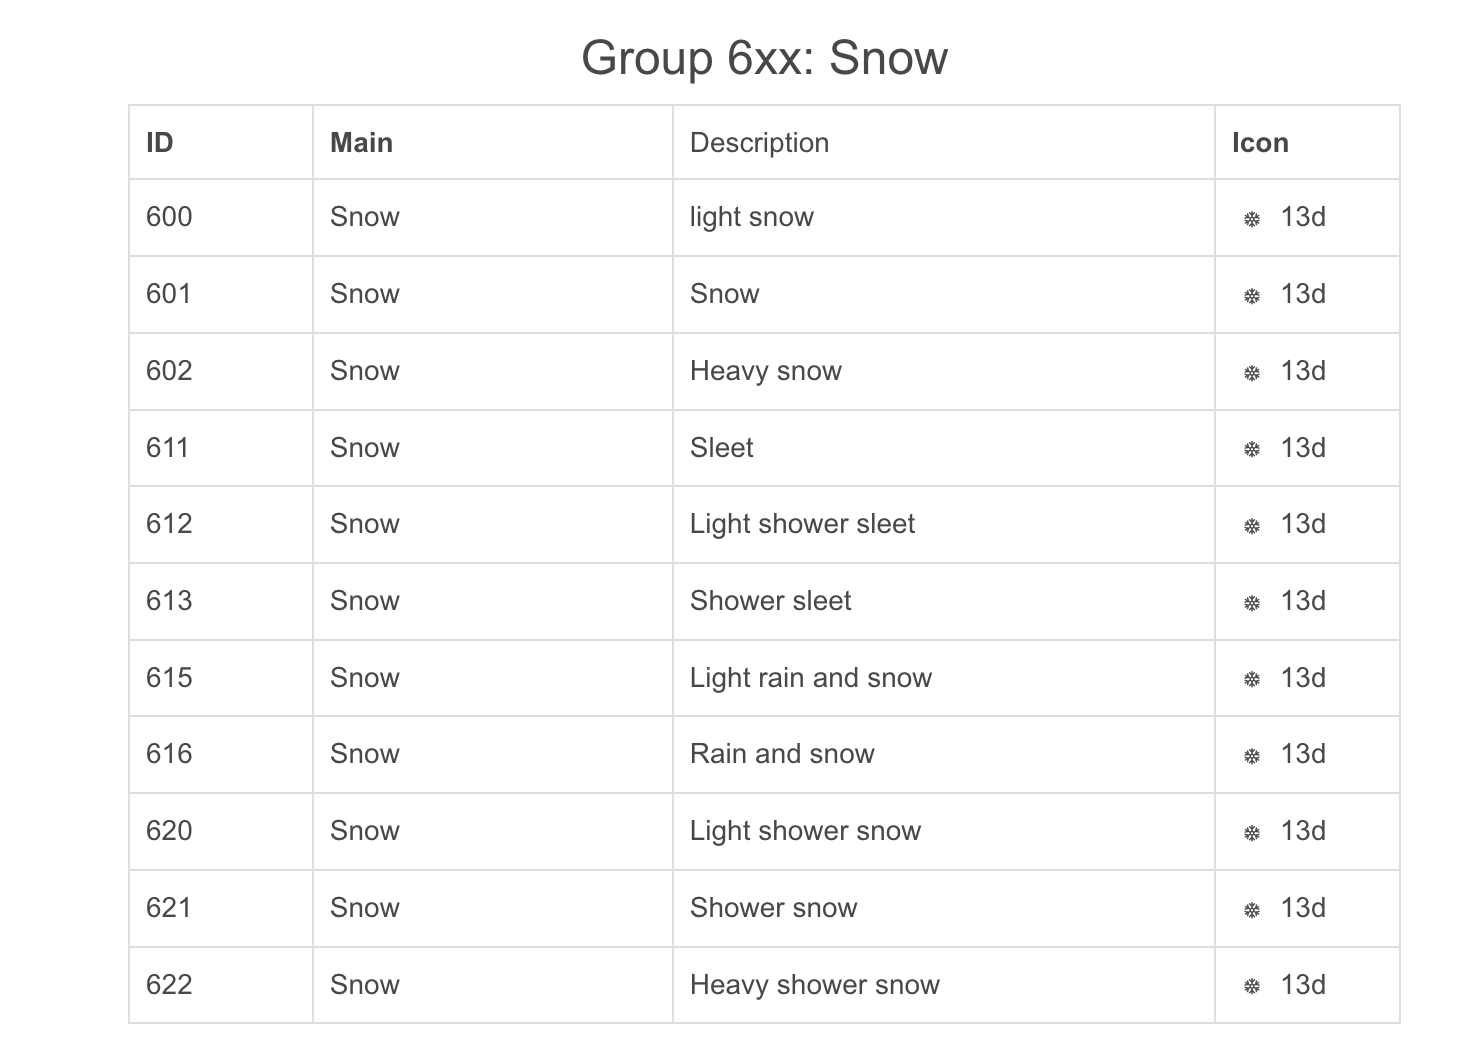 Group 6xx: Snow
ID Main Description Icon
600 Snow light snow 13d
601 Snow Snow 13d
602 Snow Heavy snow 13d
611 Snow Sleet 13d
612 Snow Light shower sleet 13d
613 Snow Shower sleet 13d
615 Snow Light rain and snow 13d
616 Snow Rain and snow 13d
620 Snow Light shower snow 13d
621 Snow Shower snow 13d
622 Snow Heavy shower snow 13d